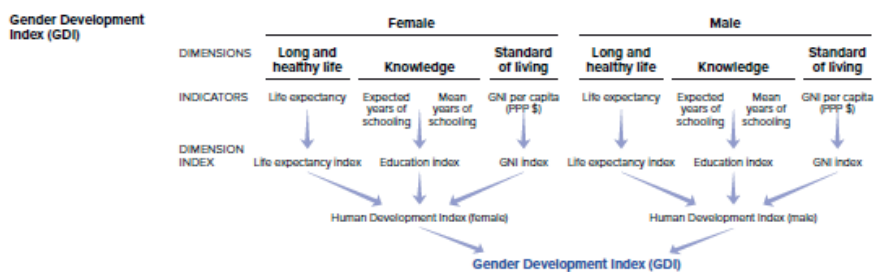 Gender Development
Index (GDI)
Female Male
DIMENSIONS Long and healthy life Knowledge Standard of living Long and healthy life Knowledge Standard of living
INDICATORS Life expectancy Expected years of schooling Mean years of schooling GNI per capita (PPP $) Life expectancy Expected years of schooling Mean years of schooling GNI per capita (PPP $)
DIMENSION
INDEX Life expectancy index Education index GNI index Life expectancy index Education index GNI index
Human Development Index (female) Human Development Index (male)
Gender Development Index (GDI)